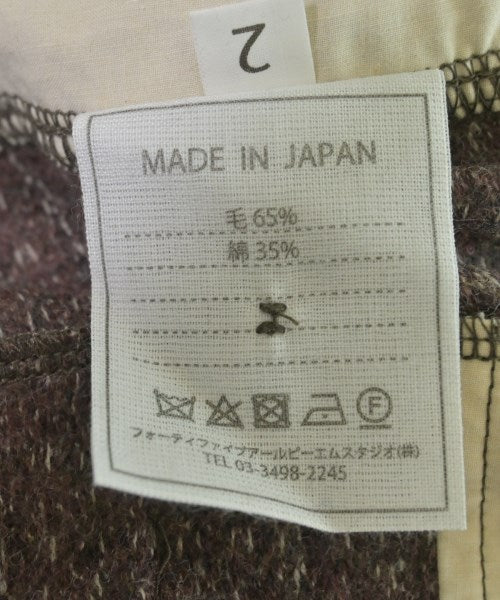 2
MADE IN JAPAN
毛 65%
綿 35%
フォーティファイブアールピーエムスタジオ(株)
TEL 03-3498-2245
F